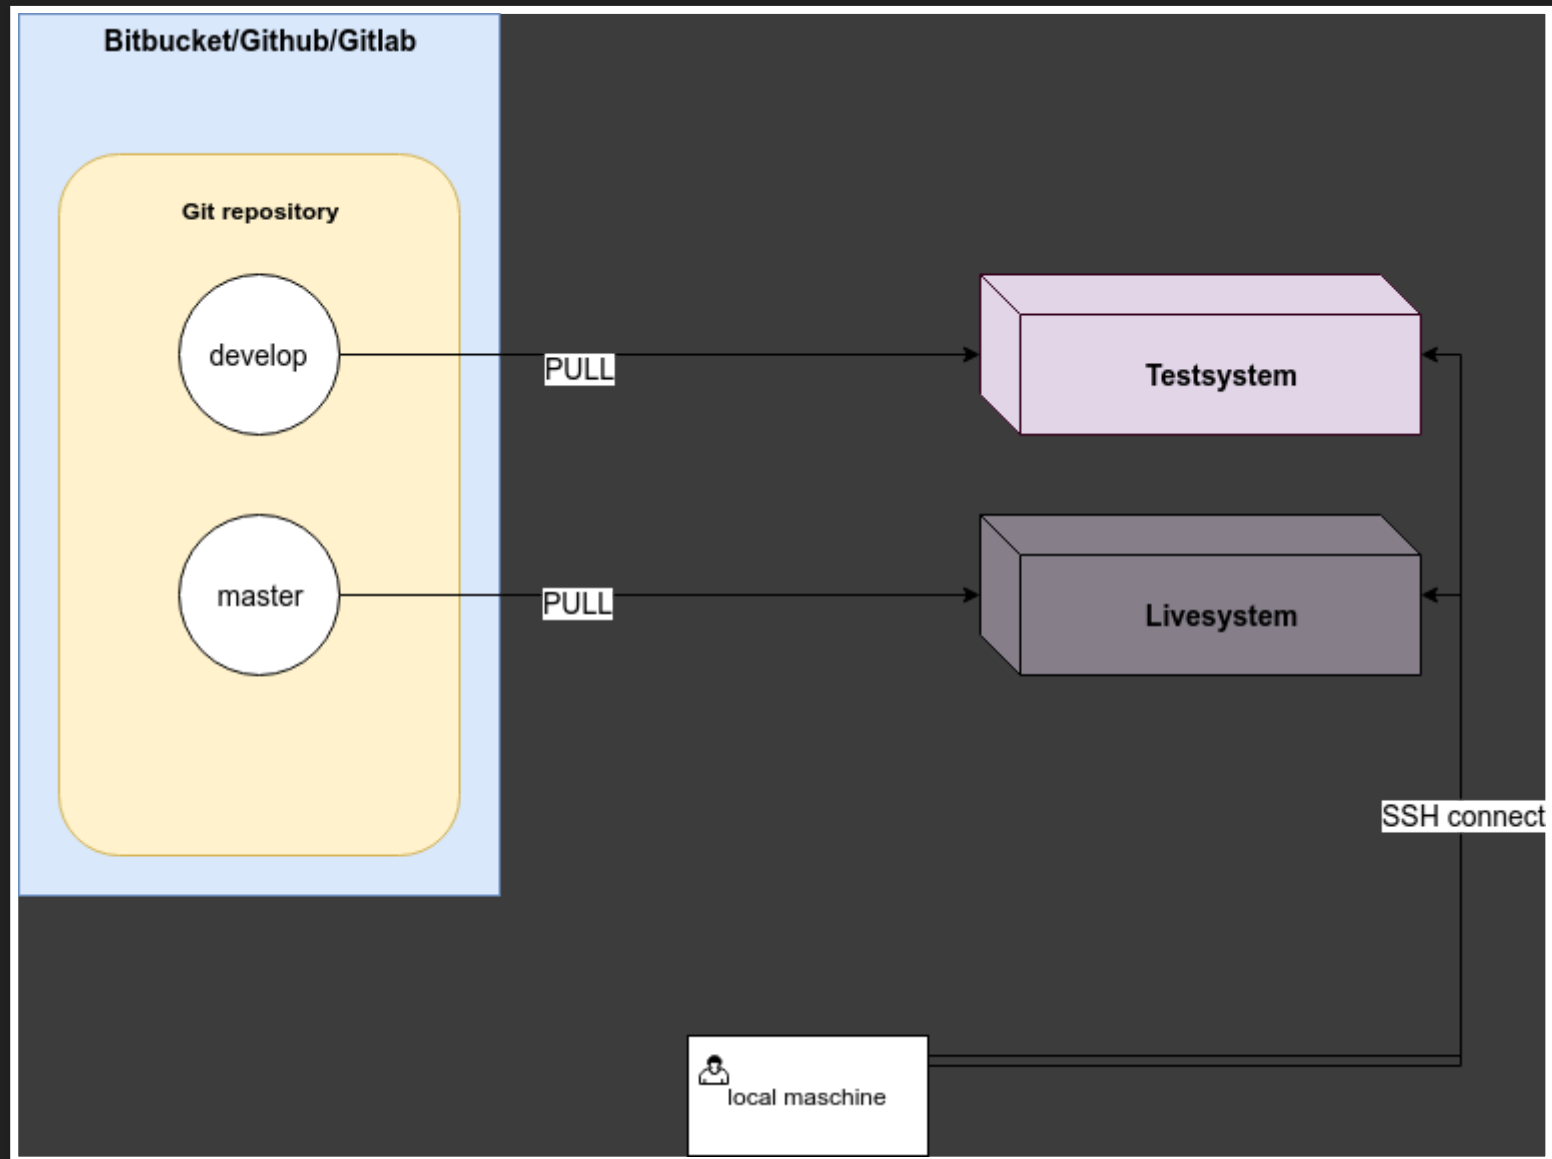 Bitbucket/Github/Gitlab
Git repository
develop
PULL
Testsystem
master
PULL
Livesystem
SSH connect
local maschine